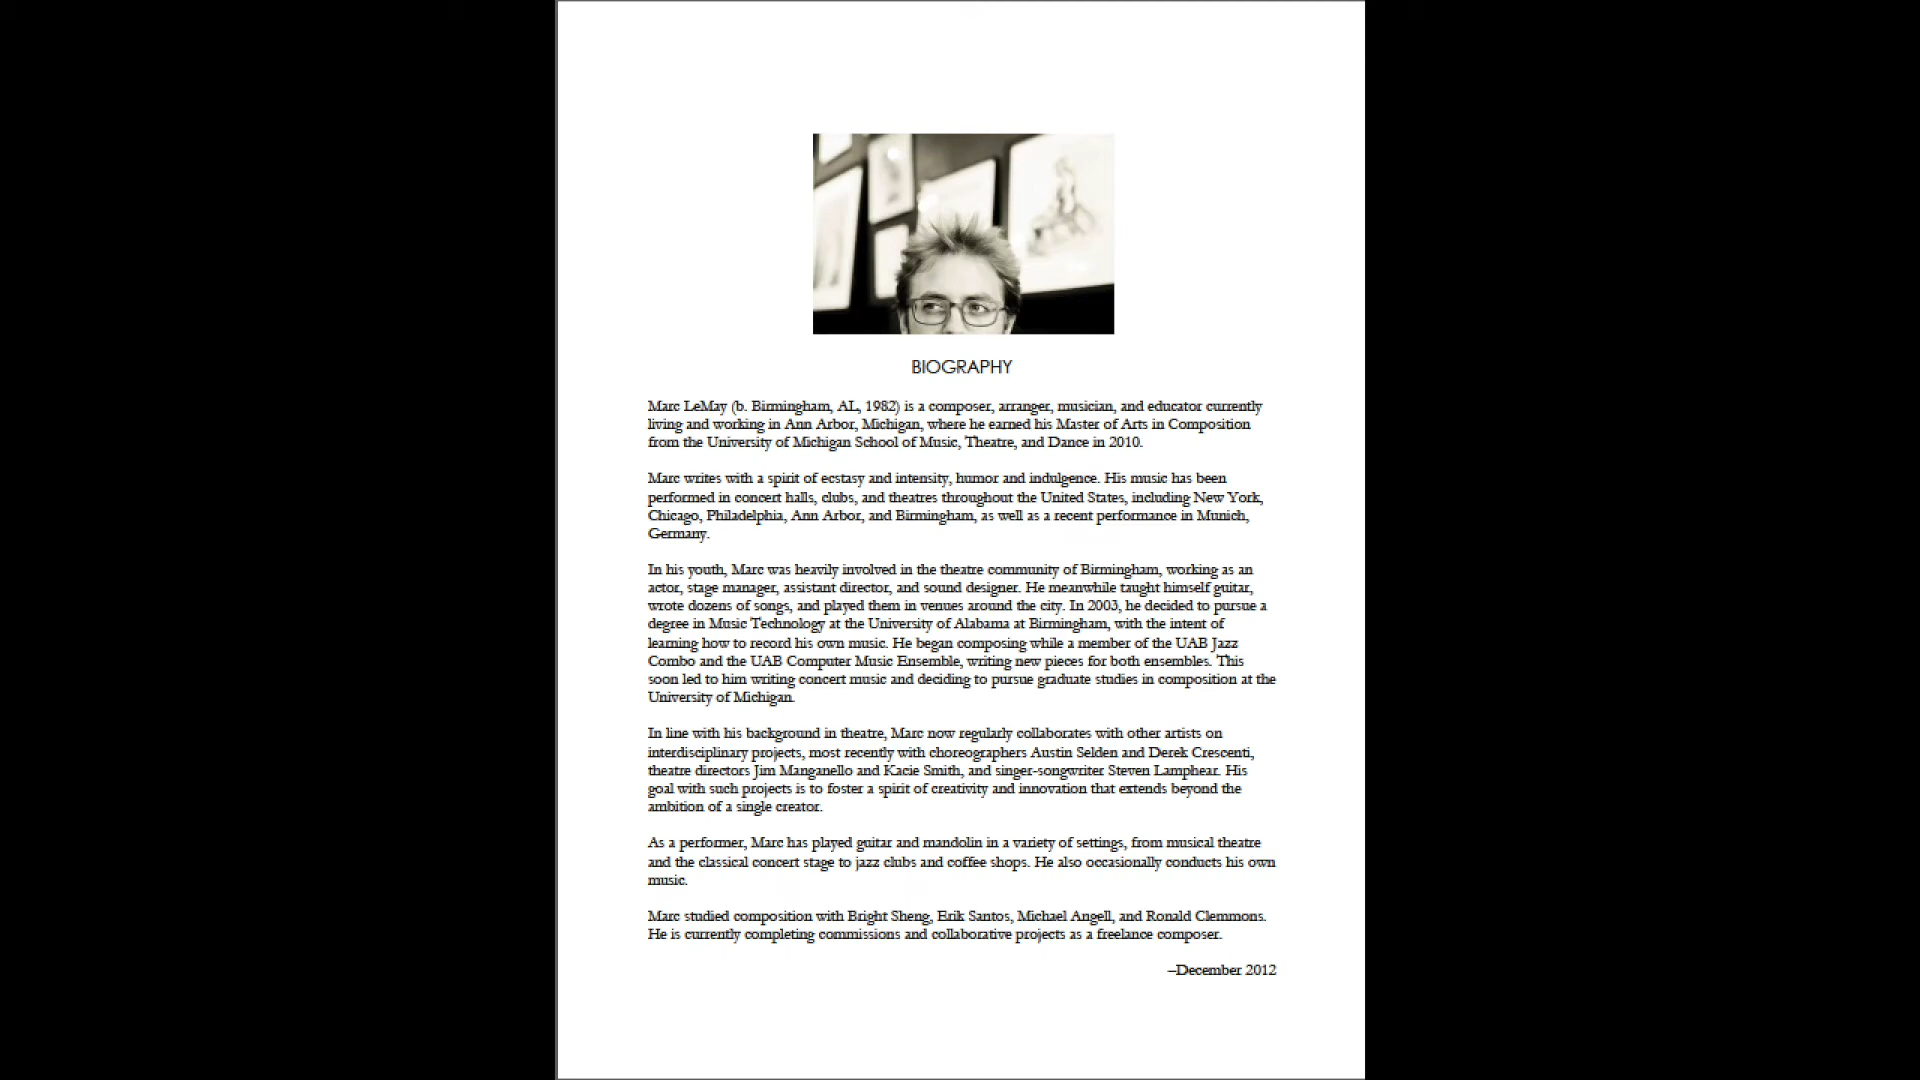 BIOGRAPHY
Marc LeMay (b. Birmingham, AL, 1982) is a composer, arranger, musician, and educator currently
living and working in Ann Arbor, Michigan, where he earned his Master of Arts in Composition
from the University of Michigan School of Music, Theatre, and Dance in 2010.
Marc writes with a spirit of ecstasy and intensity, humor and indulgence. His music has been
performed in concert halls, clubs, and theatres throughout the United States, including New York,
Chicago, Philadelphia, Ann Arbor, and Birmingham, as well as a recent performance in Munich,
Germany.
In his youth, Marc was heavily involved in the theatre community of Birmingham, working as an
actor, stage manager, assistant director, and sound designer. He meanwhile taught himself guitar,
wrote dozens of songs, and played them in venues around the city. In 2003, he decided to pursue a
degree in Music Technology at the University of Alabama at Birmingham, with the intent of
learning how to record his own music. He began composing while a member of the UAB Jazz
Combo and the UAB Computer Music Ensemble, writing new pieces for both ensembles. This
soon led to him writing concert music and deciding to pursue graduate studies in composition at the
University of Michigan.
In line with his background in theatre, Marc now regularly collaborates with other artists on
interdisciplinary projects, most recently with choreographers Austin Selden and Derek Crescenti,
theatre directors Jim Manganello and Kacie Smith, and singer-songwriter Steven Lamphear. His
goal with such projects is to foster a spirit of creativity and innovation that extends beyond the
ambition of a single creator.
As a performer, Marc has played guitar and mandolin in a variety of settings, from musical theatre
and the classical concert stage to jazz clubs and coffee shops. He also occasionally conducts his own
music.
Marc studied composition with Bright Sheng, Erik Santos, Michael Angell, and Ronald Clemmons.
He is currently completing commissions and collaborative projects as a freelance composer.
–December 2012